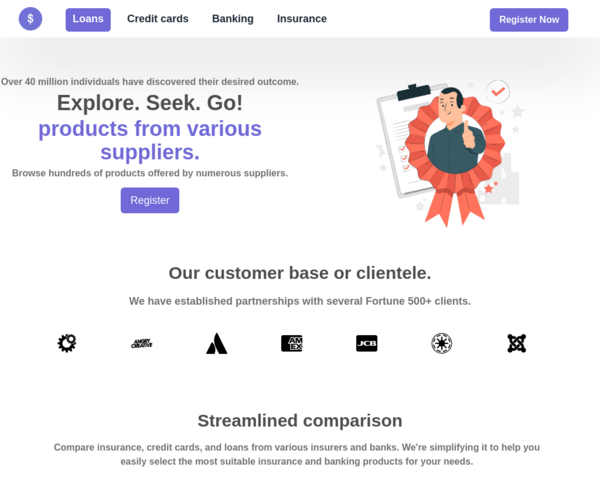 $
Loans
Credit cards
Banking
Insurance
Register Now
Over 40 million individuals have discovered their desired outcome.
Explore. Seek. Go!
products from various
suppliers.
Browse hundreds of products offered by numerous suppliers.
Register
Our customer base or clientele.
We have established partnerships with several Fortune 500+ clients.
ANGRY
CREATIVE
AM
EX
JCB
Streamlined comparison
Compare insurance, credit cards, and loans from various insurers and banks. We're simplifying it to help you
easily select the most suitable insurance and banking products for your needs.